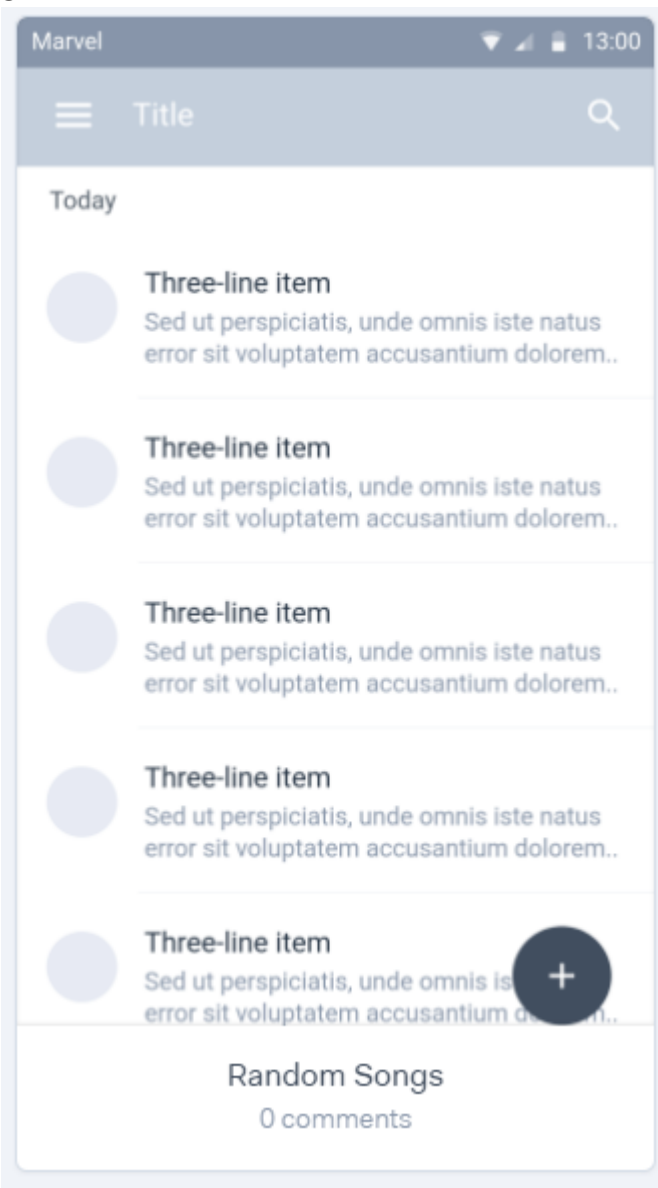 Marvel 13:00
Title
Today
Three-line item
Sed ut perspiciatis, unde omnis iste natus
error sit voluptatem accusantium dolorem..
Three-line item
Sed ut perspiciatis, unde omnis iste natus
error sit voluptatem accusantium dolorem..
Three-line item
Sed ut perspiciatis, unde omnis iste natus
error sit voluptatem accusantium dolorem..
Three-line item
Sed ut perspiciatis, unde omnis iste natus
error sit voluptatem accusantium dolorem..
Three-line item
Sed ut perspiciatis, unde omnis
error sit voluptatem accusantium
Random Songs
0 comments